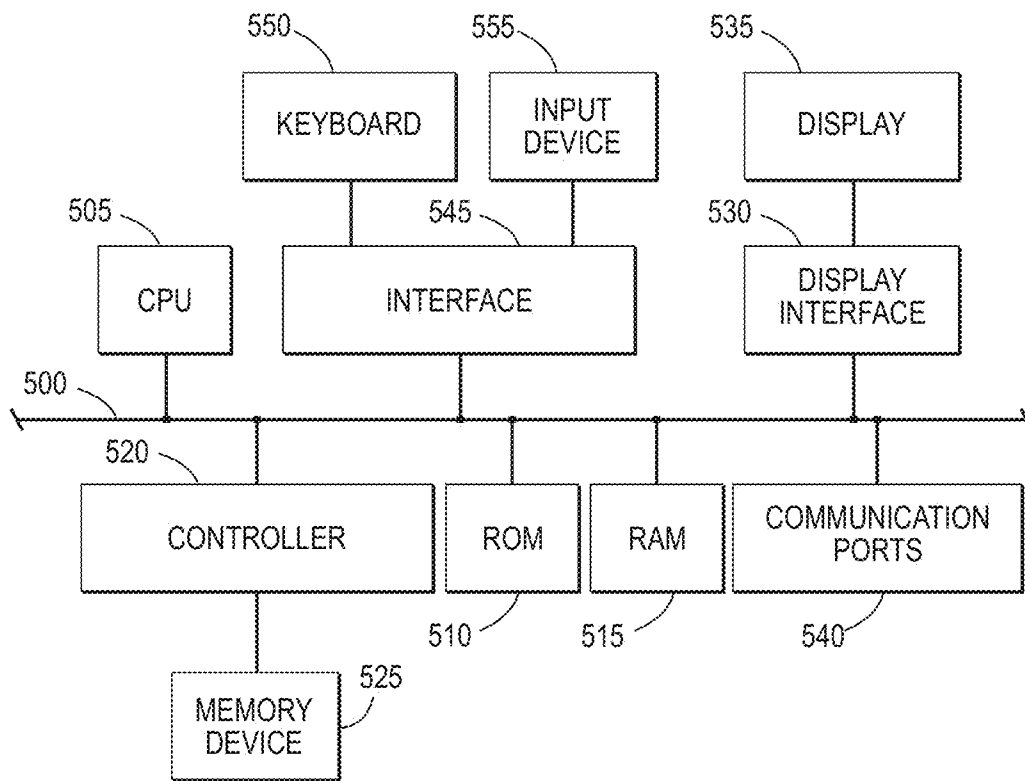 550
555
535
KEYBOARD
INPUT
DEVICE
DISPLAY
505
545
530
CPU
INTERFACE
DISPLAY
INTERFACE
500
520
CONTROLLER
ROM
RAM
COMMUNICATION
PORTS
510
515
540
525
MEMORY
DEVICE